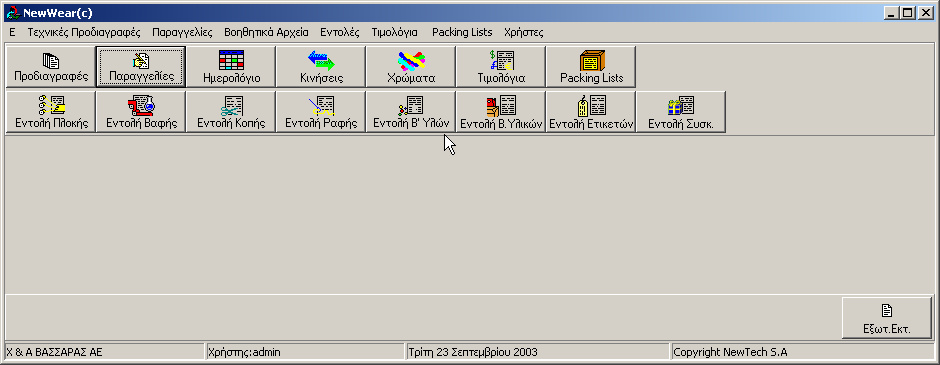 NewWear(c)
Ε Τεχνικές Προδιαγραφές Παραγγελίες Βοηθητικά Αρχεία Εντολές Τιμολόγια Packing Lists Χρήστες
Προδιαγραφές Παραγγελίες Ημερολόγιο Κινήσεις Χρώματα Τιμολόγια Packing Lists
Εντολή Πλοκής Εντολή Βαφής Εντολή Κοπής Εντολή Ραφής Εντολή Β' Υλών Εντολή Β.Υλικών Εντολή Ετικετών Εντολή Συσκ.
Εξωτ.Εκτ.
Χ & Α ΒΑΣΣΑΡΑΣ ΑΕ Χρήστης:admin Τρίτη 23 Σεπτεμβρίου 2003 Copyright NewTech S.A